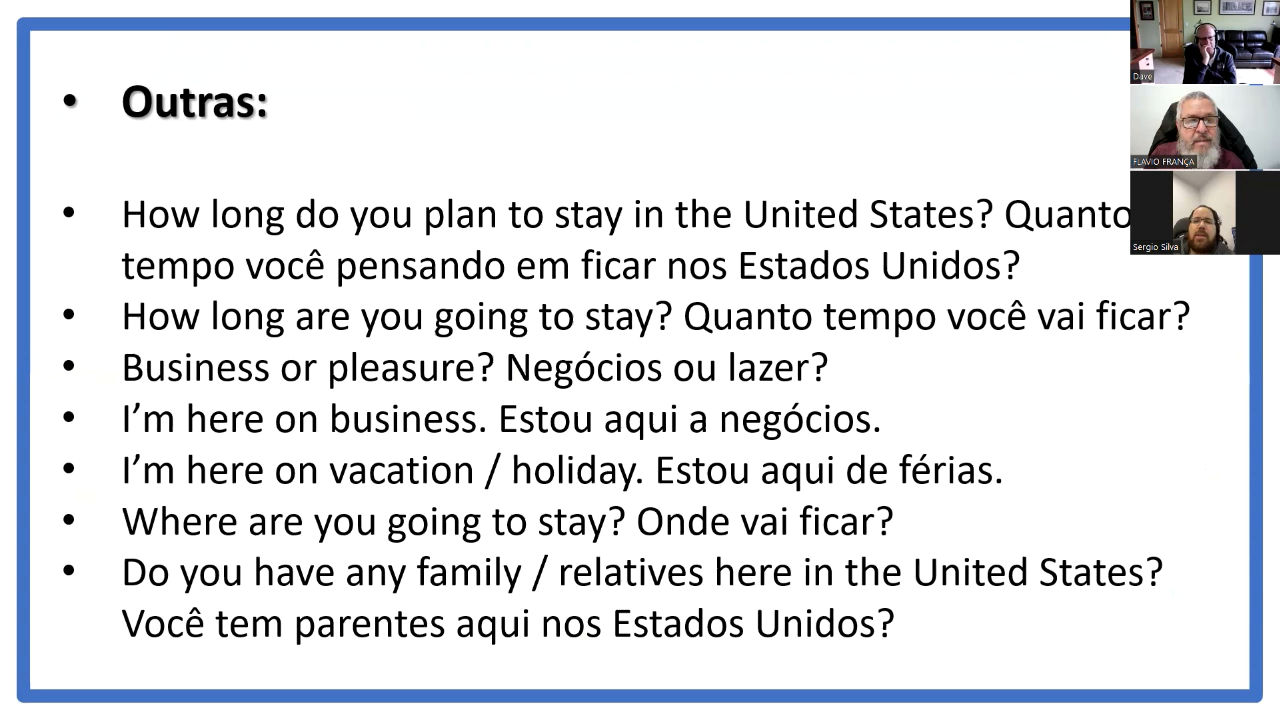 • Outras:
• How long do you plan to stay in the United States? Quanto
tempo você pensando em ficar nos Estados Unidos?
• How long are you going to stay? Quanto tempo você vai ficar?
• Business or pleasure? Negócios ou lazer?
• I’m here on business. Estou aqui a negócios.
• I’m here on vacation / holiday. Estou aqui de férias.
• Where are you going to stay? Onde vai ficar?
• Do you have any family / relatives here in the United States?
Você tem parentes aqui nos Estados Unidos?
Dave
FLAVIO FRANÇA
Sergio Silva